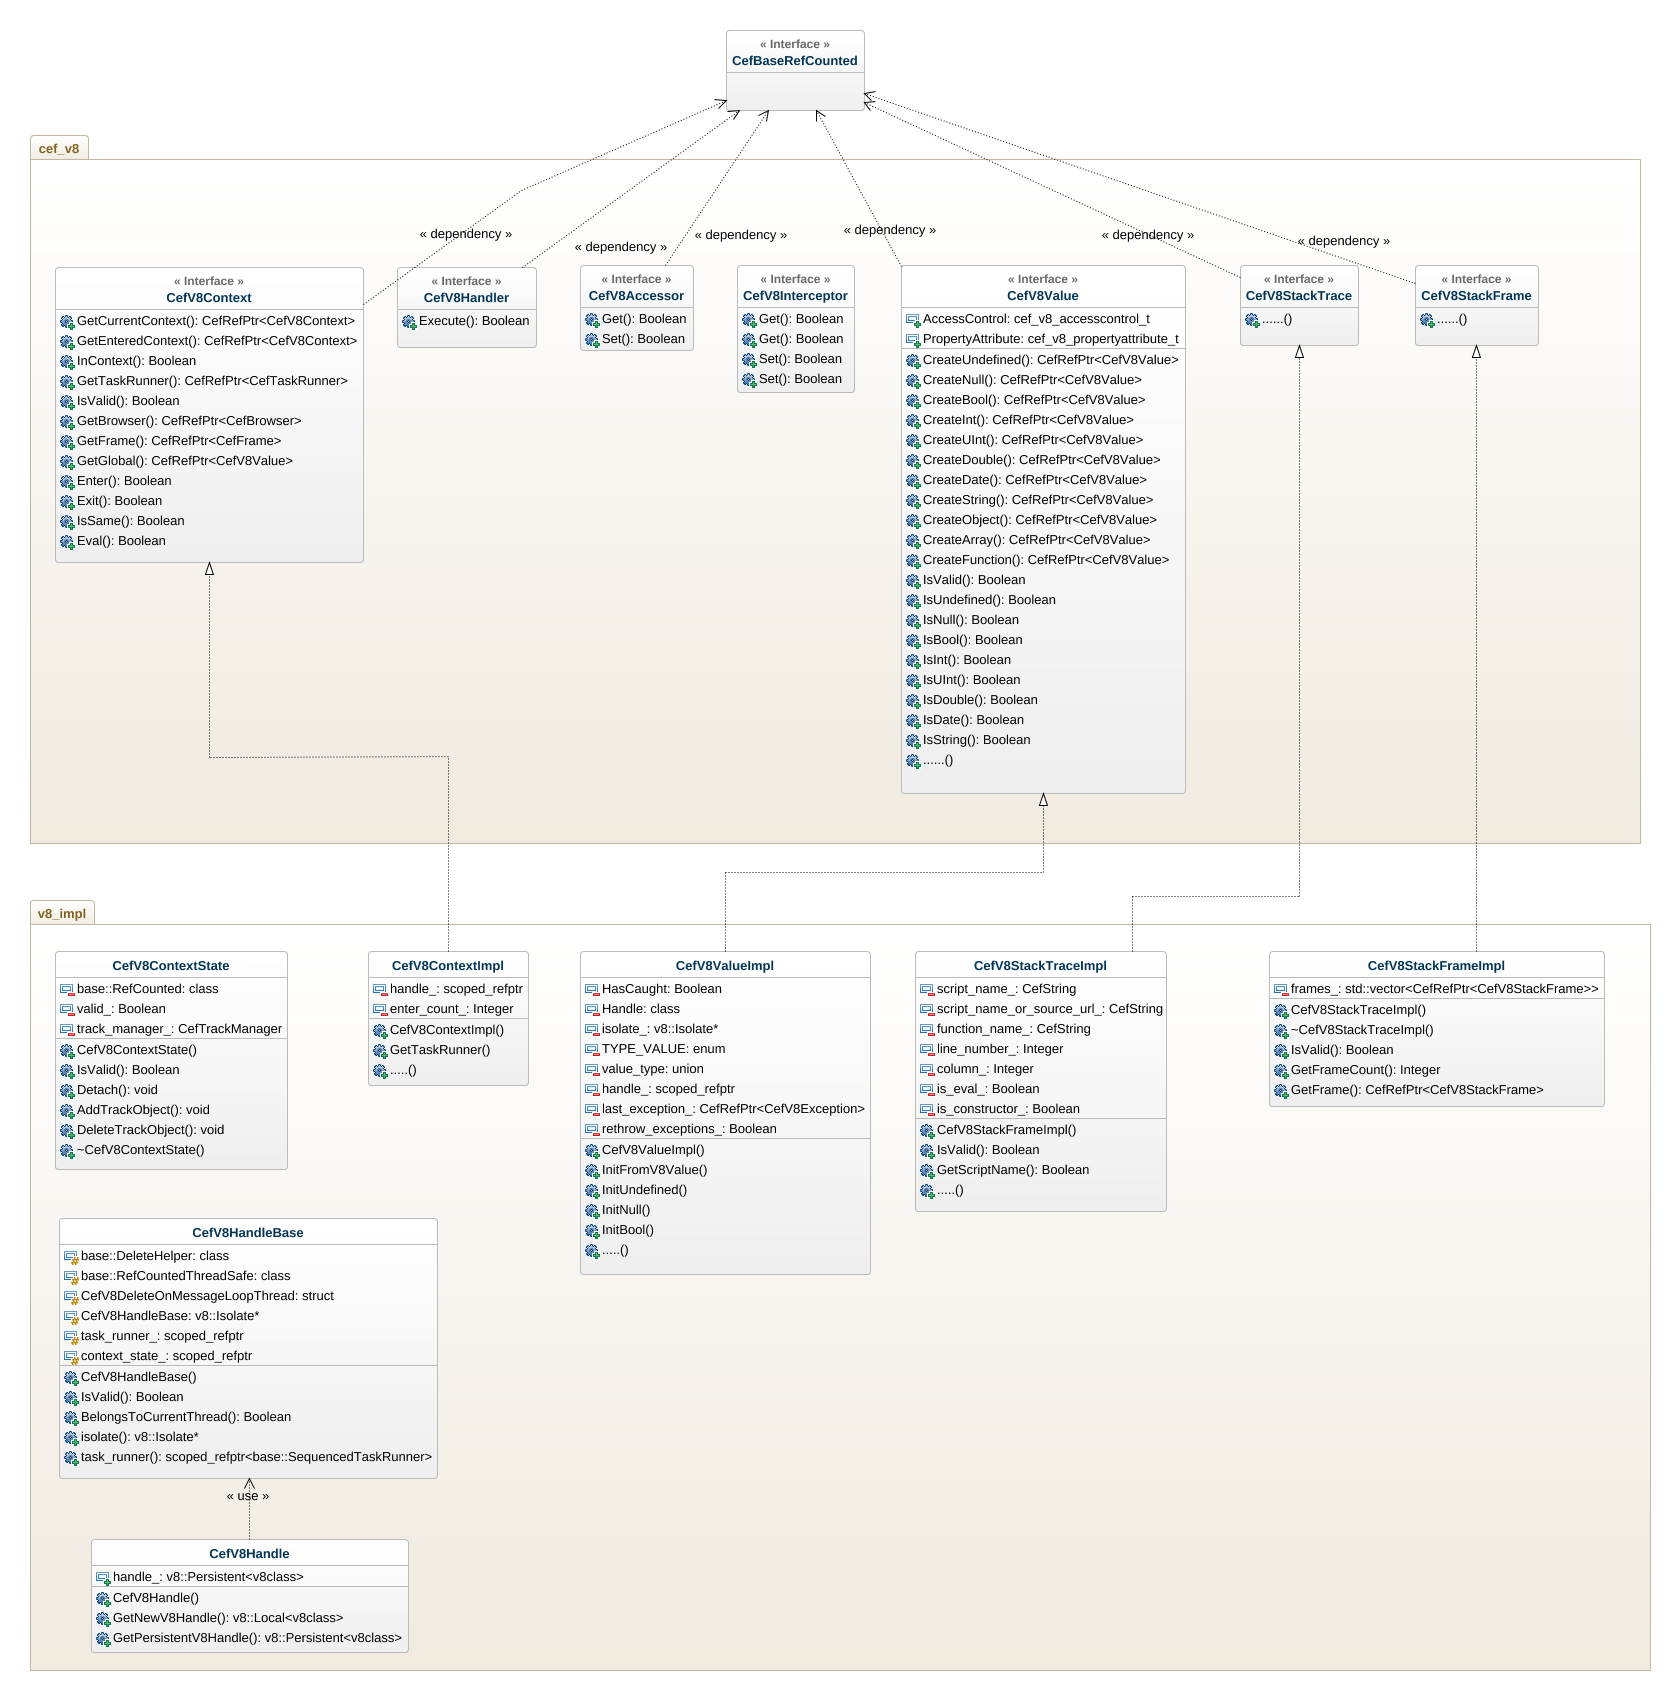 « Interface »
CefBaseRefCounted
cef_v8
« dependency »
« dependency »
« dependency »
« dependency »
« dependency »
« dependency »
« Interface »
CefV8Context
GetCurrentContext(): CefRefPtr<CefV8Context>
GetEnteredContext(): CefRefPtr<CefV8Context>
InContext(): Boolean
GetTaskRunner(): CefRefPtr<CefTaskRunner>
IsValid(): Boolean
GetBrowser(): CefRefPtr<CefBrowser>
GetFrame(): CefRefPtr<CefFrame>
GetGlobal(): CefRefPtr<CefV8Value>
Enter(): Boolean
Exit(): Boolean
IsSame(): Boolean
Eval(): Boolean
« Interface »
CefV8Handler
Execute(): Boolean
« Interface »
CefV8Accessor
Get(): Boolean
Set(): Boolean
« Interface »
CefV8Interceptor
Get(): Boolean
Get(): Boolean
Set(): Boolean
Set(): Boolean
« Interface »
CefV8Value
AccessControl: cef_v8_accesscontrol_t
PropertyAttribute: cef_v8_propertyattribute_t
CreateUndefined(): CefRefPtr<CefV8Value>
CreateNull(): CefRefPtr<CefV8Value>
CreateBool(): CefRefPtr<CefV8Value>
CreateInt(): CefRefPtr<CefV8Value>
CreateUInt(): CefRefPtr<CefV8Value>
CreateDouble(): CefRefPtr<CefV8Value>
CreateDate(): CefRefPtr<CefV8Value>
CreateString(): CefRefPtr<CefV8Value>
CreateObject(): CefRefPtr<CefV8Value>
CreateArray(): CefRefPtr<CefV8Value>
CreateFunction(): CefRefPtr<CefV8Value>
IsValid(): Boolean
IsUndefined(): Boolean
IsNull(): Boolean
IsBool(): Boolean
IsInt(): Boolean
IsUInt(): Boolean
IsDouble(): Boolean
IsDate(): Boolean
IsString(): Boolean
......()
« Interface »
CefV8StackTrace
......()
« Interface »
CefV8StackFrame
......()
v8_impl
CefV8ContextState
base::RefCounted: class
valid_: Boolean
track_manager_: CefTrackManager
CefV8ContextState()
IsValid(): Boolean
Detach(): void
AddTrackObject(): void
DeleteTrackObject(): void
~CefV8ContextState()
CefV8ContextImpl
handle_: scoped_refptr
enter_count_: Integer
CefV8ContextImpl()
GetTaskRunner()
.....()
CefV8ValueImpl
HasCaught: Boolean
Handle: class
isolate_: v8::Isolate*
TYPE_VALUE: enum
value_type: union
handle_: scoped_refptr
last_exception_: CefRefPtr<CefV8Exception>
rethrow_exceptions_: Boolean
CefV8ValueImpl()
InitFromV8Value()
InitUndefined()
InitNull()
InitBool()
.....()
CefV8StackTraceImpl
script_name_: CefString
script_name_or_source_url_: CefString
function_name_: CefString
line_number_: Integer
column_: Integer
is_eval_: Boolean
is_constructor_: Boolean
CefV8StackFrameImpl()
IsValid(): Boolean
GetScriptName(): Boolean
.....()
CefV8StackFrameImpl
frames_: std::vector<CefRefPtr<CefV8StackFrame>>
CefV8StackTraceImpl()
~CefV8StackTraceImpl()
IsValid(): Boolean
GetFrameCount(): Integer
GetFrame(): CefRefPtr<CefV8StackFrame>
CefV8HandleBase
base::DeleteHelper: class
base::RefCountedThreadSafe: class
CefV8DeleteOnMessageLoopThread: struct
CefV8HandleBase: v8::Isolate*
task_runner_: scoped_refptr
context_state_: scoped_refptr
CefV8HandleBase()
IsValid(): Boolean
BelongsToCurrentThread(): Boolean
isolate(): v8::Isolate*
task_runner(): scoped_refptr<base::SequencedTaskRunner>
« use »
CefV8Handle
handle_: v8::Persistent<v8class>
CefV8Handle()
GetNewV8Handle(): v8::Local<v8class>
GetPersistentV8Handle(): v8::Persistent<v8class>